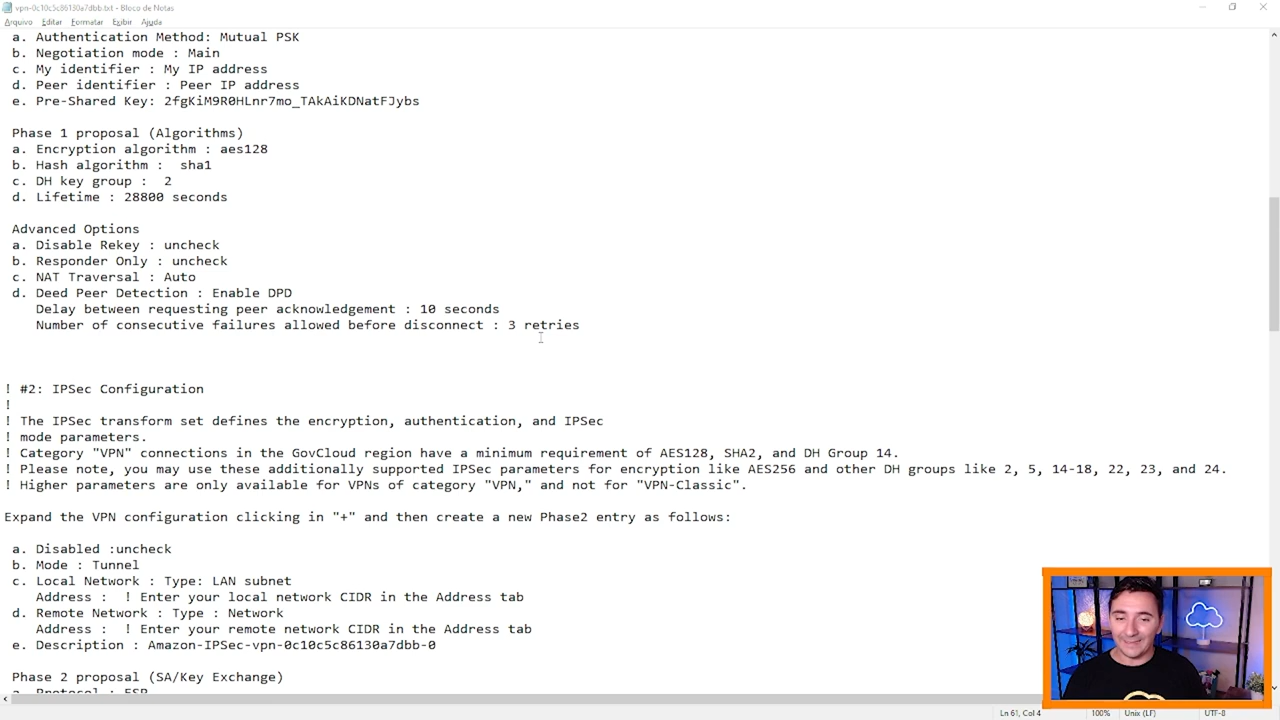 vpn-0c10c5c86130a7dbb.txt - Bloco de Notas
Arquivo Editar Formatar Exibir Ajuda
a. Authentication Method: Mutual PSK
b. Negotiation mode : Main
c. My identifier : My IP address
d. Peer identifier : Peer IP address
e. Pre-Shared Key: 2fgKiM9R0HLnr7mo_TAkAiKDNatFJybs
Phase 1 proposal (Algorithms)
a. Encryption algorithm : aes128
b. Hash algorithm :  sha1
c. DH key group :  2
d. Lifetime : 28800 seconds
Advanced Options
a. Disable Rekey : uncheck
b. Responder Only : uncheck
c. NAT Traversal : Auto
d. Deed Peer Detection : Enable DPD
Delay between requesting peer acknowledgement : 10 seconds
Number of consecutive failures allowed before disconnect : 3 retries
! #2: IPSec Configuration
!
! The IPSec transform set defines the encryption, authentication, and IPSec
! mode parameters.
! Category "VPN" connections in the GovCloud region have a minimum requirement of AES128, SHA2, and DH Group 14.
! Please note, you may use these additionally supported IPSec parameters for encryption like AES256 and other DH groups like 2, 5, 14-18, 22, 23, and 24.
! Higher parameters are only available for VPNs of category "VPN," and not for "VPN-Classic".
Expand the VPN configuration clicking in "+" and then create a new Phase2 entry as follows:
a. Disabled :uncheck
b. Mode : Tunnel
c. Local Network : Type: LAN subnet
Address :  ! Enter your local network CIDR in the Address tab
d. Remote Network : Type : Network
Address :  ! Enter your remote network CIDR in the Address tab
e. Description : Amazon-IPSec-vpn-0c10c5c86130a7dbb-0
Phase 2 proposal (SA/Key Exchange)
a. Protocol : ESP
Ln 61, Col 4 100% Unix (LF) UTF-8